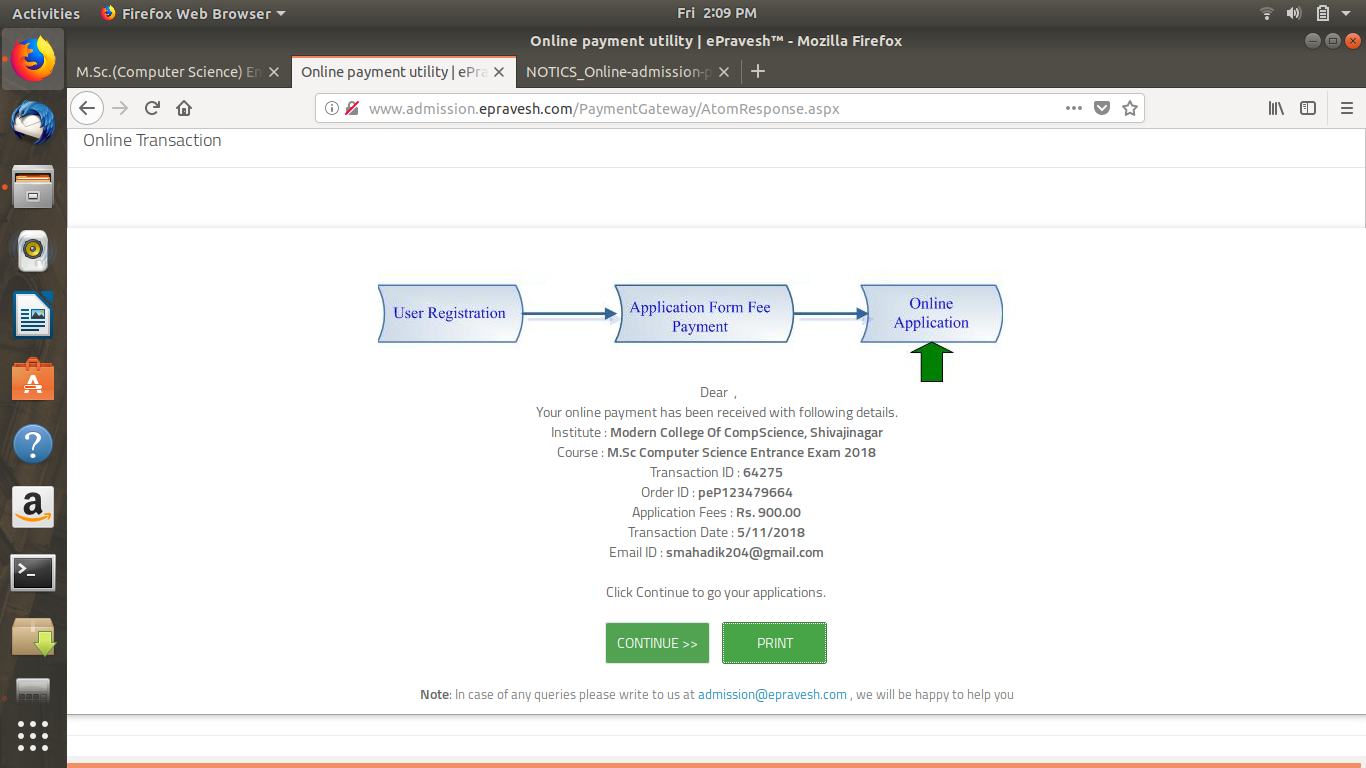 Activities
Firefox Web Browser
Fri 2:09 PM
Online payment utility | ePravesh™ - Mozilla Firefox
M.Sc.(Computer Science) En
Online payment utility | ePra
NOTICS_Online-admission-p
www.admission.epravesh.com/PaymentGateway/AtomResponse.aspx
Online Transaction
User Registration
Application Form Fee
Payment
Online
Application
Dear ,
Your online payment has been received with following details.
Institute : Modern College Of CompScience, Shivajinagar
Course : M.Sc Computer Science Entrance Exam 2018
Transaction ID : 64275
Order ID : peP123479664
Application Fees : Rs. 900.00
Transaction Date : 5/11/2018
Email ID : smahadik204@gmail.com
Click Continue to go your applications.
CONTINUE >>
PRINT
Note: In case of any queries please write to us at admission@epravesh.com , we will be happy to help you